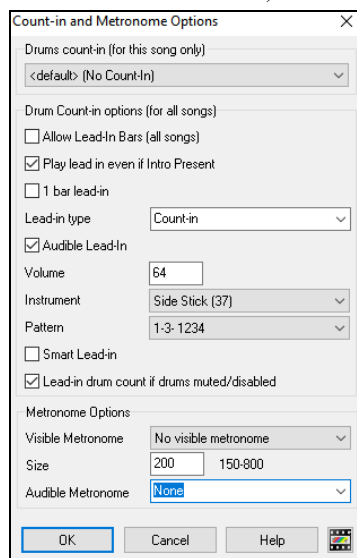 Count-in and Metronome Options
Drums count-in (for this song only)
<default> (No Count-In)
Drum Count-in options (for all songs)
Allow Lead-In Bars (all songs)
Play lead in even if Intro Present
1 bar lead-in
Lead-in type Count-in
Audible Lead-In
Volume 64
Instrument Side Stick (37)
Pattern 1-3- 1234
Smart Lead-in
Lead-in drum count if drums muted/disabled
Metronome Options
Visible Metronome No visible metronome
Size 200 150-800
Audible Metronome None
OK Cancel Help